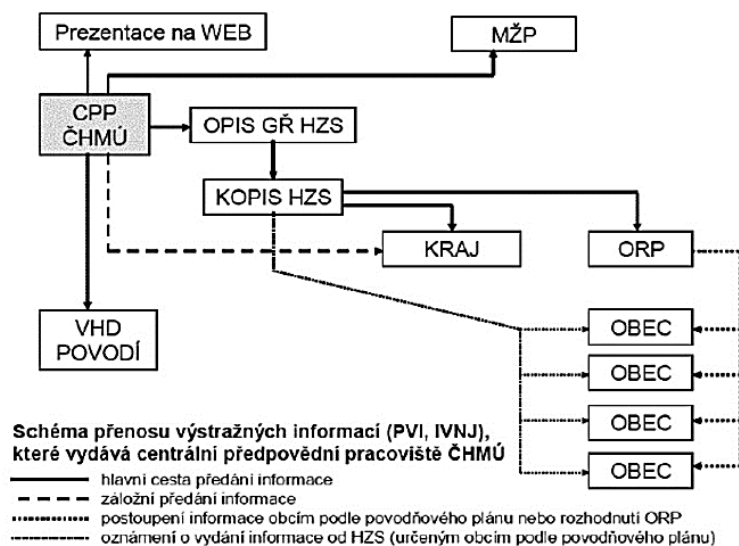 Prezentace na WEB
MŽP
CPP
ČHMÚ
OPIS GŘ HZS
KOPIS HZS
KRAJ
ORP
VHD
POVODÍ
OBEC
OBEC
OBEC
OBEC
Schéma přenosu výstražných informací (PVI, IVNJ),
které vydává centrální předpovědní pracoviště ČHMÚ
hlavní cesta předání informace
záložní předání informace
postoupení informace obcím podle povodňového plánu nebo rozhodnutí ORP
oznámení o vydání informace od HZS (určeným obcím podle povodňového plánu)